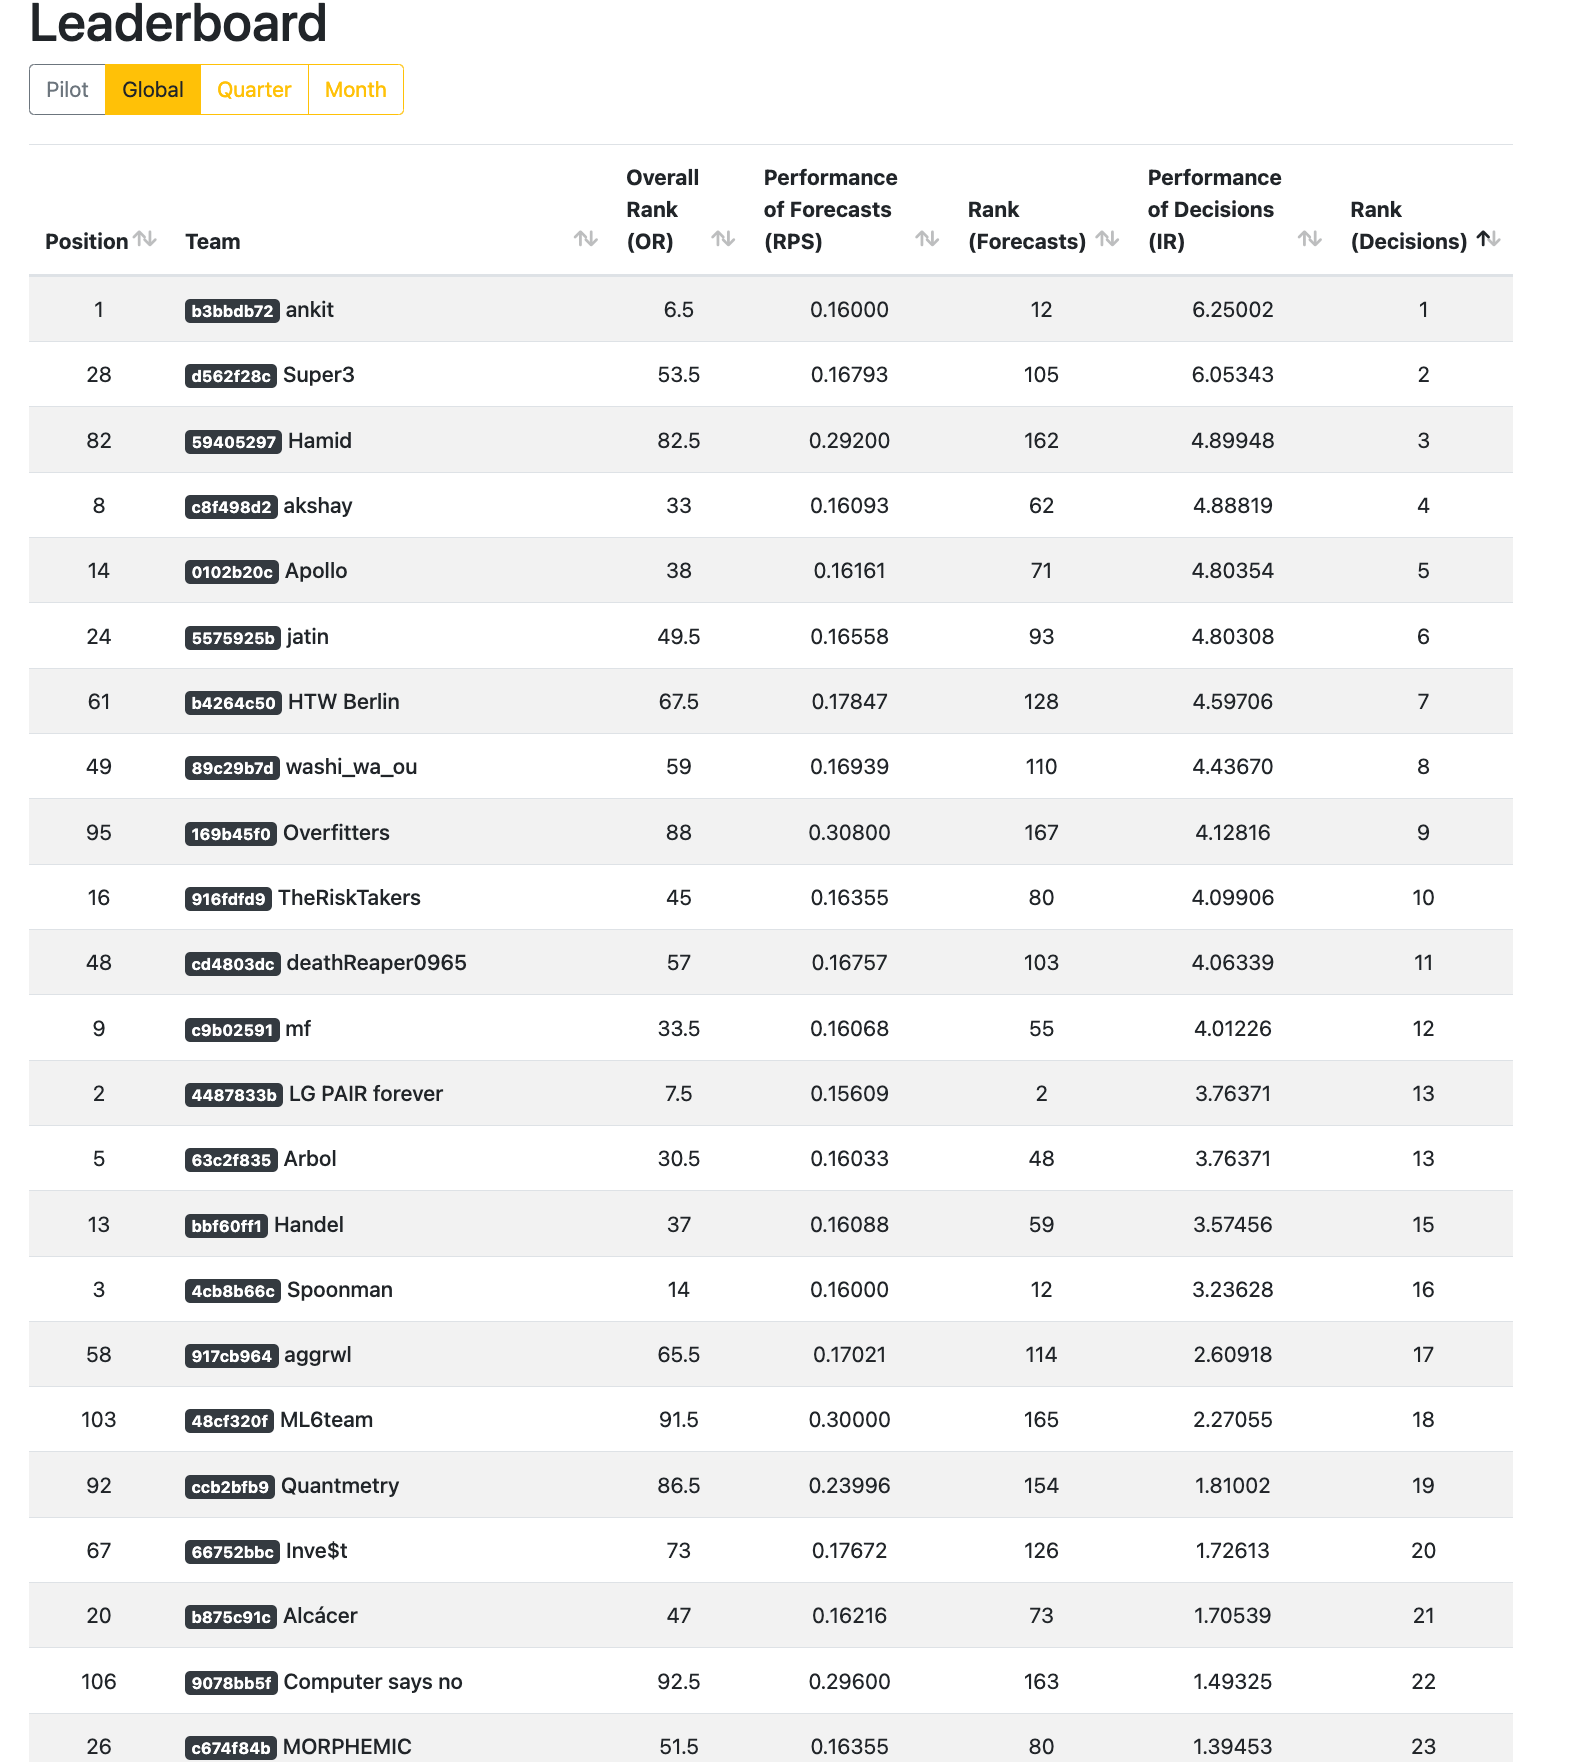 Leaderboard
Pilot Global Quarter Month
Position Team Overall Rank (OR) Performance of Forecasts (RPS) Rank (Forecasts) Performance of Decisions (IR) Rank (Decisions)
1 b3bbdb72 ankit 6.5 0.16000 12 6.25002 1
28 d562f28c Super3 53.5 0.16793 105 6.05343 2
82 59405297 Hamid 82.5 0.29200 162 4.89948 3
8 c8f498d2 akshay 33 0.16093 62 4.88819 4
14 0102b20c Apollo 38 0.16161 71 4.80354 5
24 5575925b jatin 49.5 0.16558 93 4.80308 6
61 b4264c50 HTW Berlin 67.5 0.17847 128 4.59706 7
49 89c29b7d washi_wa_ou 59 0.16939 110 4.43670 8
95 169b45f0 Overfitters 88 0.30800 167 4.12816 9
16 916fdfd9 TheRiskTakers 45 0.16355 80 4.09906 10
48 cd4803dc deathReaper0965 57 0.16757 103 4.06339 11
9 c9b02591 mf 33.5 0.16068 55 4.01226 12
2 4487833b LG PAIR forever 7.5 0.15609 2 3.76371 13
5 63c2f835 Arbol 30.5 0.16033 48 3.76371 13
13 bbf60ff1 Handel 37 0.16088 59 3.57456 15
3 4cb8b66c Spoonman 14 0.16000 12 3.23628 16
58 917cb964 aggrwl 65.5 0.17021 114 2.60918 17
103 48cf320f ML6team 91.5 0.30000 165 2.27055 18
92 ccb2bfb9 Quantmetry 86.5 0.23996 154 1.81002 19
67 66752bbc Inve$t 73 0.17672 126 1.72613 20
20 b875c91c Alcácer 47 0.16216 73 1.70539 21
106 9078bb5f Computer says no 92.5 0.29600 163 1.49325 22
26 c674f84b MORPHEMIC 51.5 0.16355 80 1.39453 23